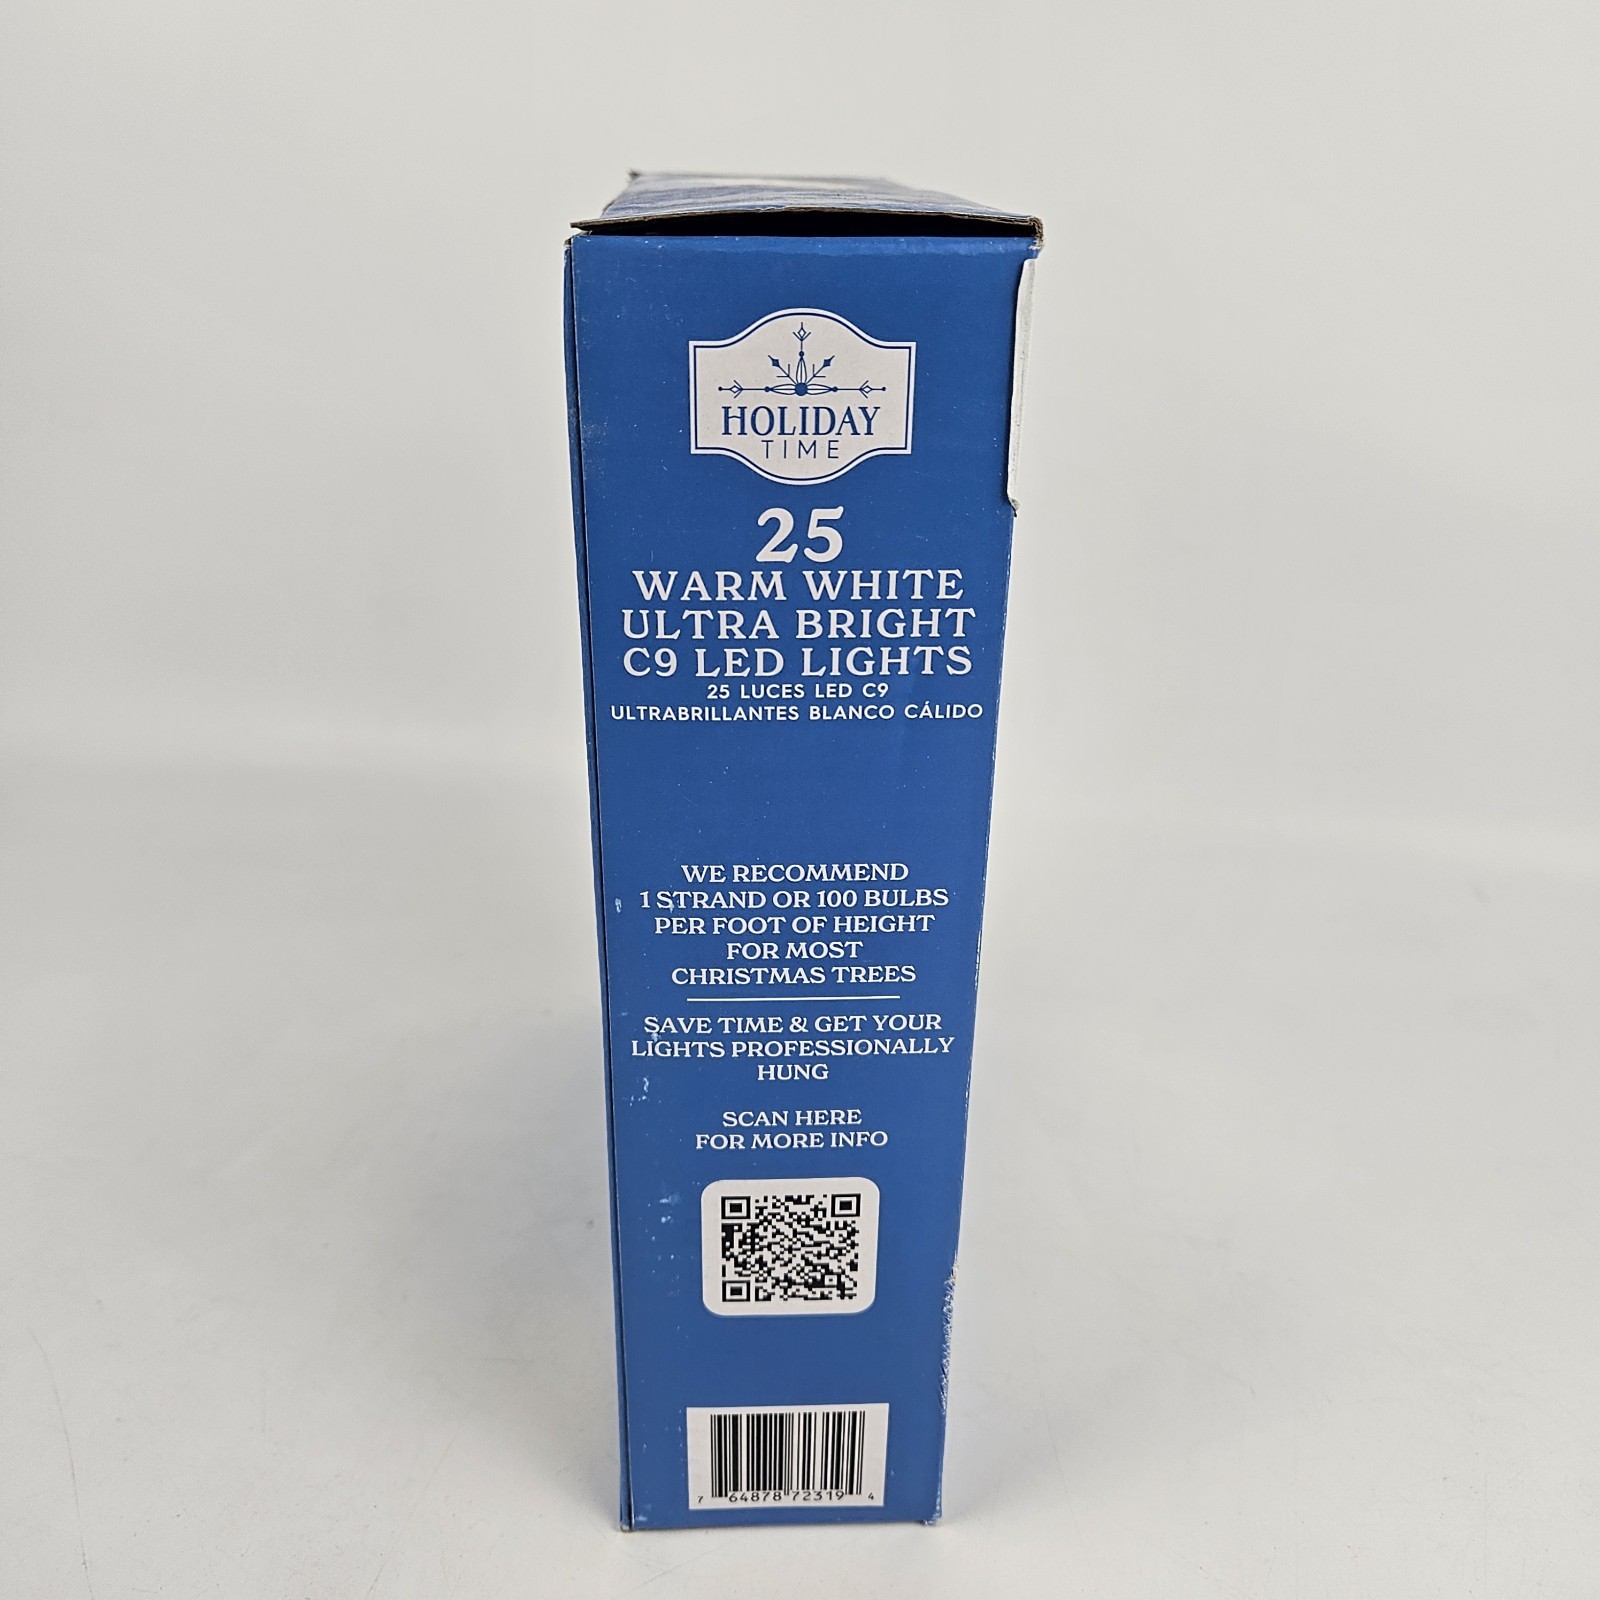 HOLIDAY
TIME
25
WARM WHITE
ULTRA BRIGHT
C9 LED LIGHTS
25 LUCES LED C9
ULTRABRILLANTES BLANCO CÁLIDO
WE RECOMMEND
1 STRAND OR 100 BULBS
PER FOOT OF HEIGHT
FOR MOST
CHRISTMAS TREES
SAVE TIME & GET YOUR
LIGHTS PROFESSIONALLY
HUNG
SCAN HERE
FOR MORE INFO
7 64878 72319 4